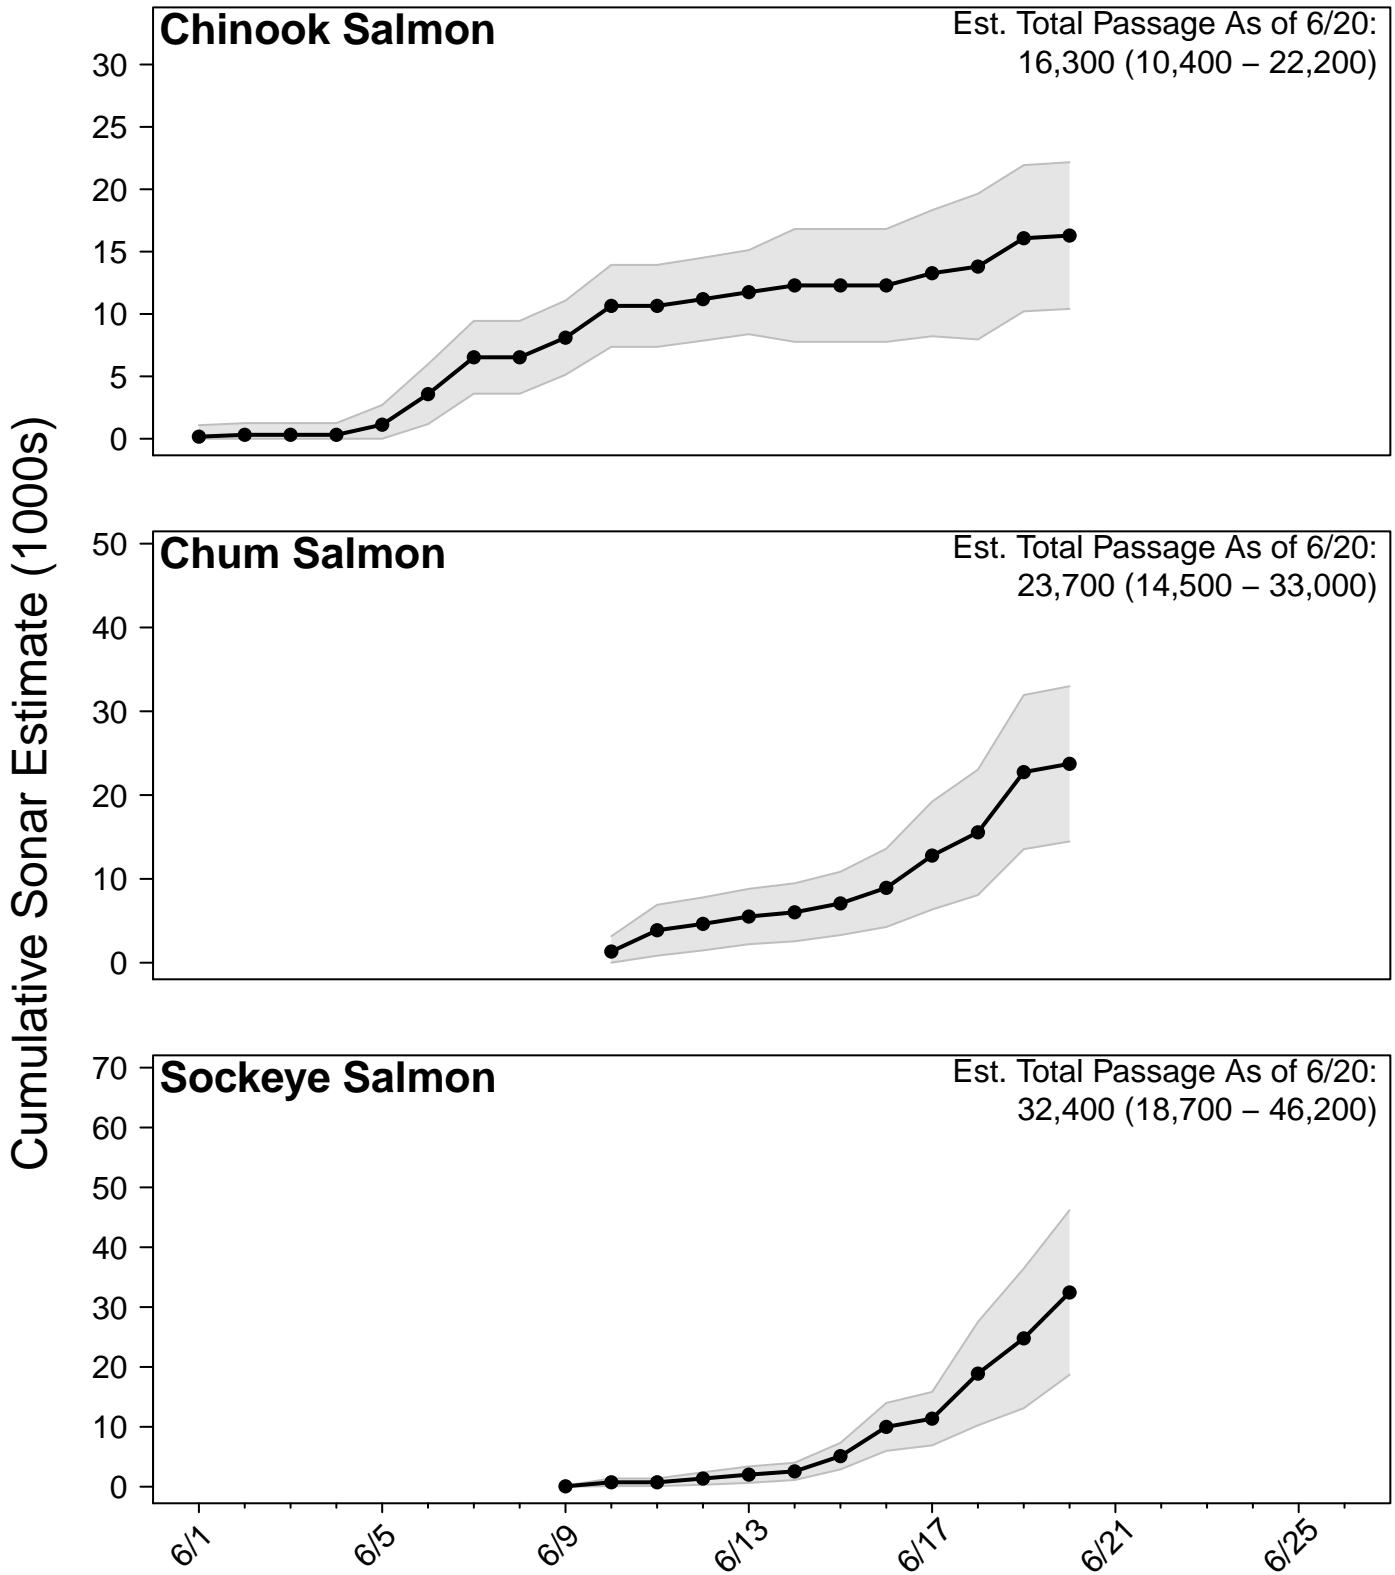 Cumulative Sonar Estimate (1000s)
Chinook Salmon
Est. Total Passage As of 6/20:
16,300 (10,400 – 22,200)
30
25
20
15
10
5
0
Chum Salmon
Est. Total Passage As of 6/20:
23,700 (14,500 – 33,000)
50
40
30
20
10
0
Sockeye Salmon
Est. Total Passage As of 6/20:
32,400 (18,700 – 46,200)
70
60
50
40
30
20
10
0
6/1 6/5 6/9 6/13 6/17 6/21 6/25